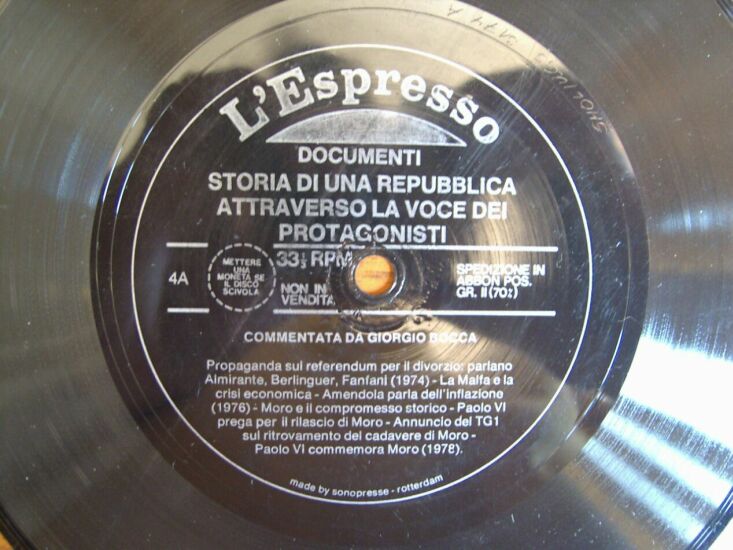 L'Espresso
DOCUMENTI
STORIA DI UNA REPUBBLICA
ATTRAVERSO LA VOCE DEI
PROTAGONISTI
4A
METTERE
UNA
MONETA SE
IL DISCO
SCIVOLA
33⅓ RPM
NON IN
VENDITA
SPEDIZIONE IN
ABBON. POS.
GR. II (70%)
COMMENTATA DA GIORGIO BOCCA
Propaganda sul referendum per il divorzio: parlano
Almirante, Berlinguer, Fanfani (1974) - La Malfa e la
crisi economica - Amendola parla dell'inflazione
(1976) - Moro e il compromesso storico - Paolo VI
prega per il rilascio di Moro - Annuncio del TG1
sul ritrovamento del cadavere di Moro -
Paolo VI commemora Moro (1978).
made by sonopresse - rotterdam